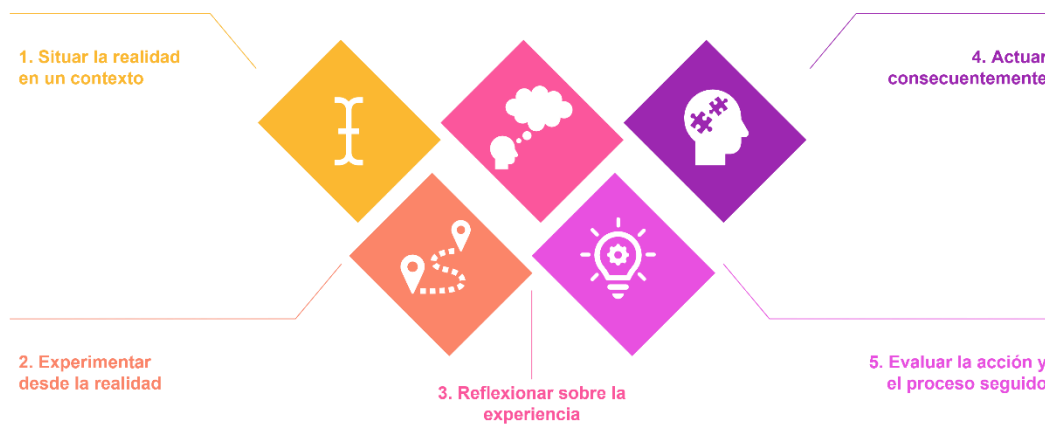 1. Situar la realidad
en un contexto
2. Experimentar
desde la realidad
3. Reflexionar sobre la
experiencia
4. Actuar
consecuentemente
5. Evaluar la acción y
el proceso seguido